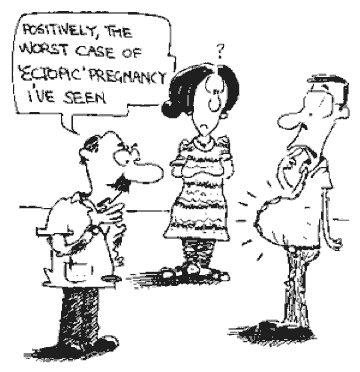 POSITIVELY, THE
WORST CASE OF
'ECTOPIC' PREGNANCY
I'VE SEEN
?